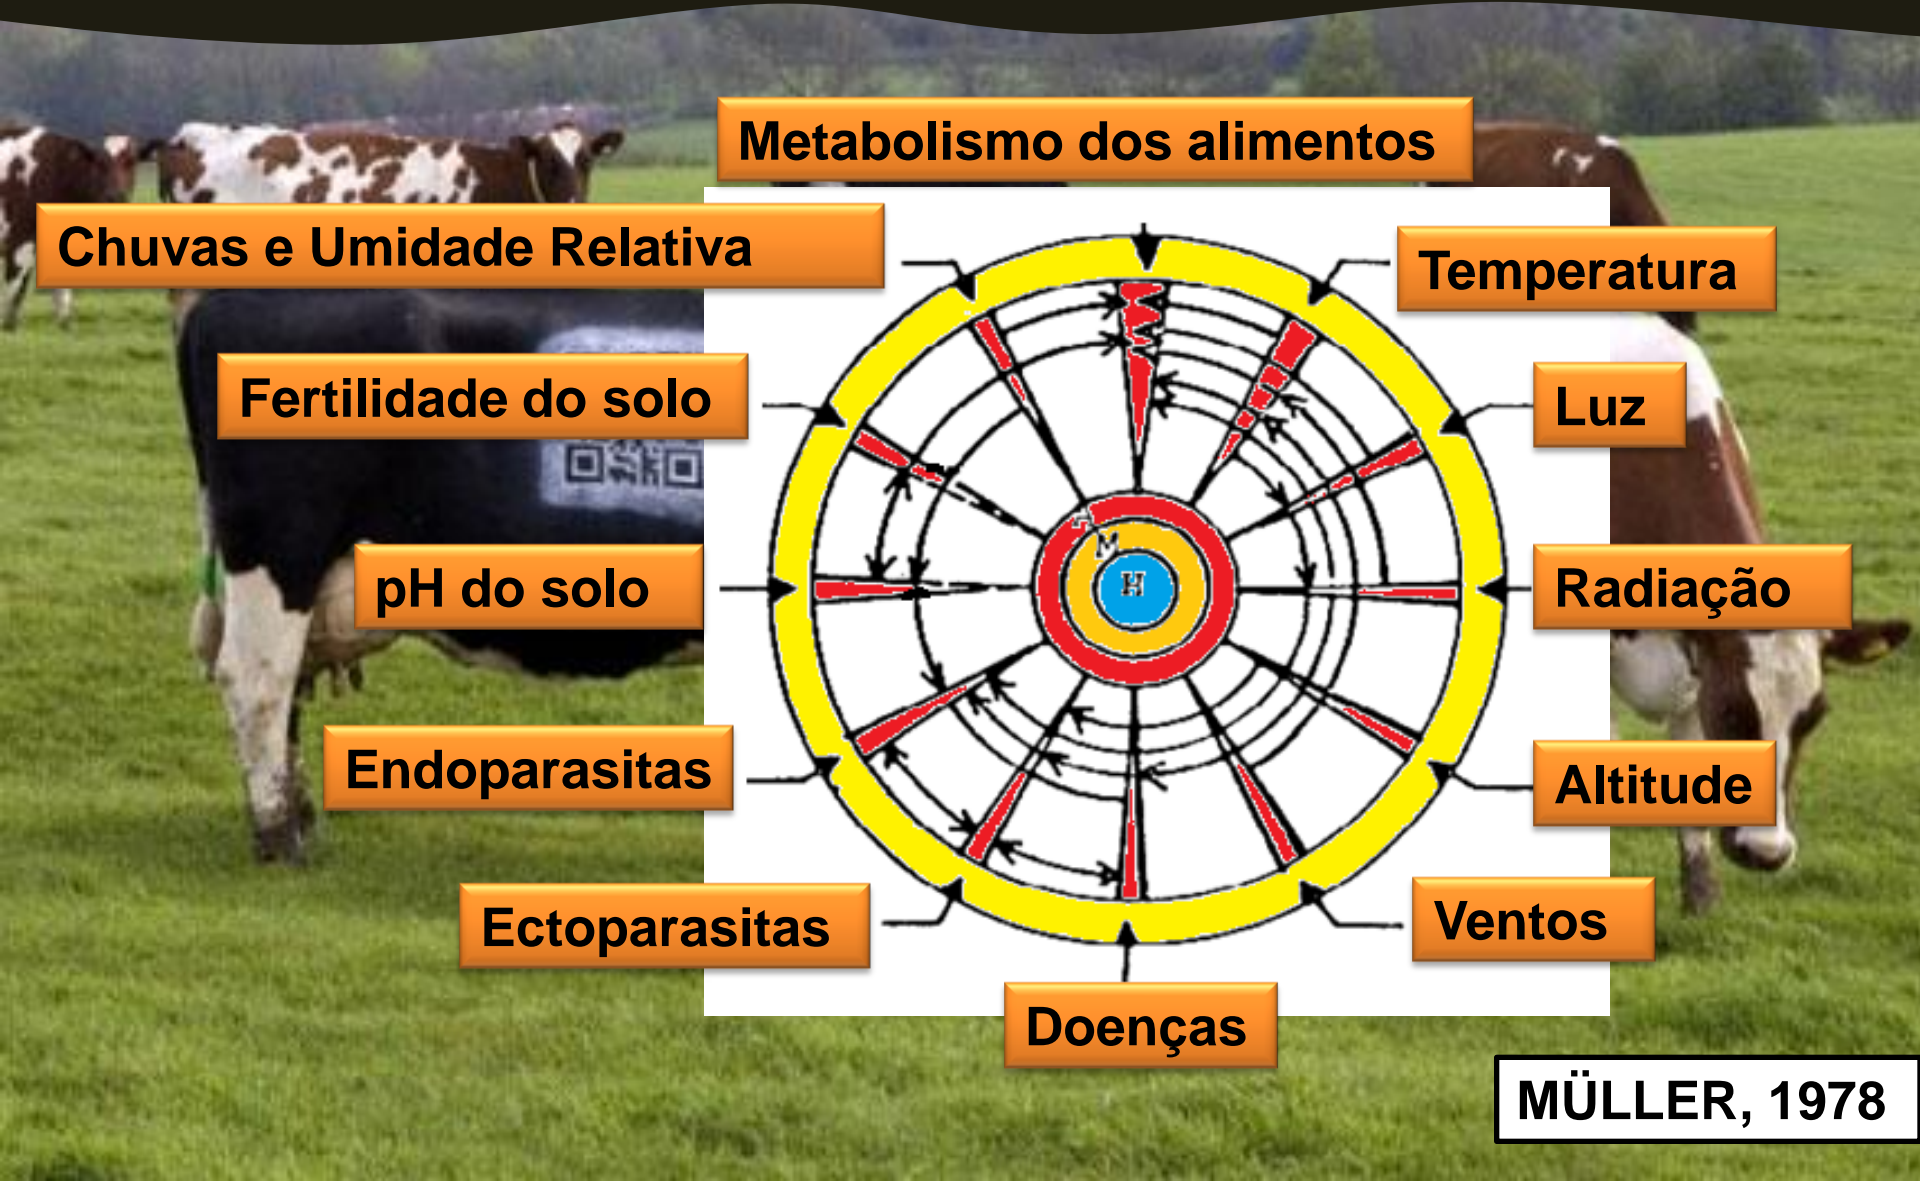 Metabolismo dos alimentos
Chuvas e Umidade Relativa
Temperatura
Fertilidade do solo
Luz
pH do solo
Radiação
M
H
Endoparasitas
Altitude
Ectoparasitas
Ventos
Doenças
MÜLLER, 1978